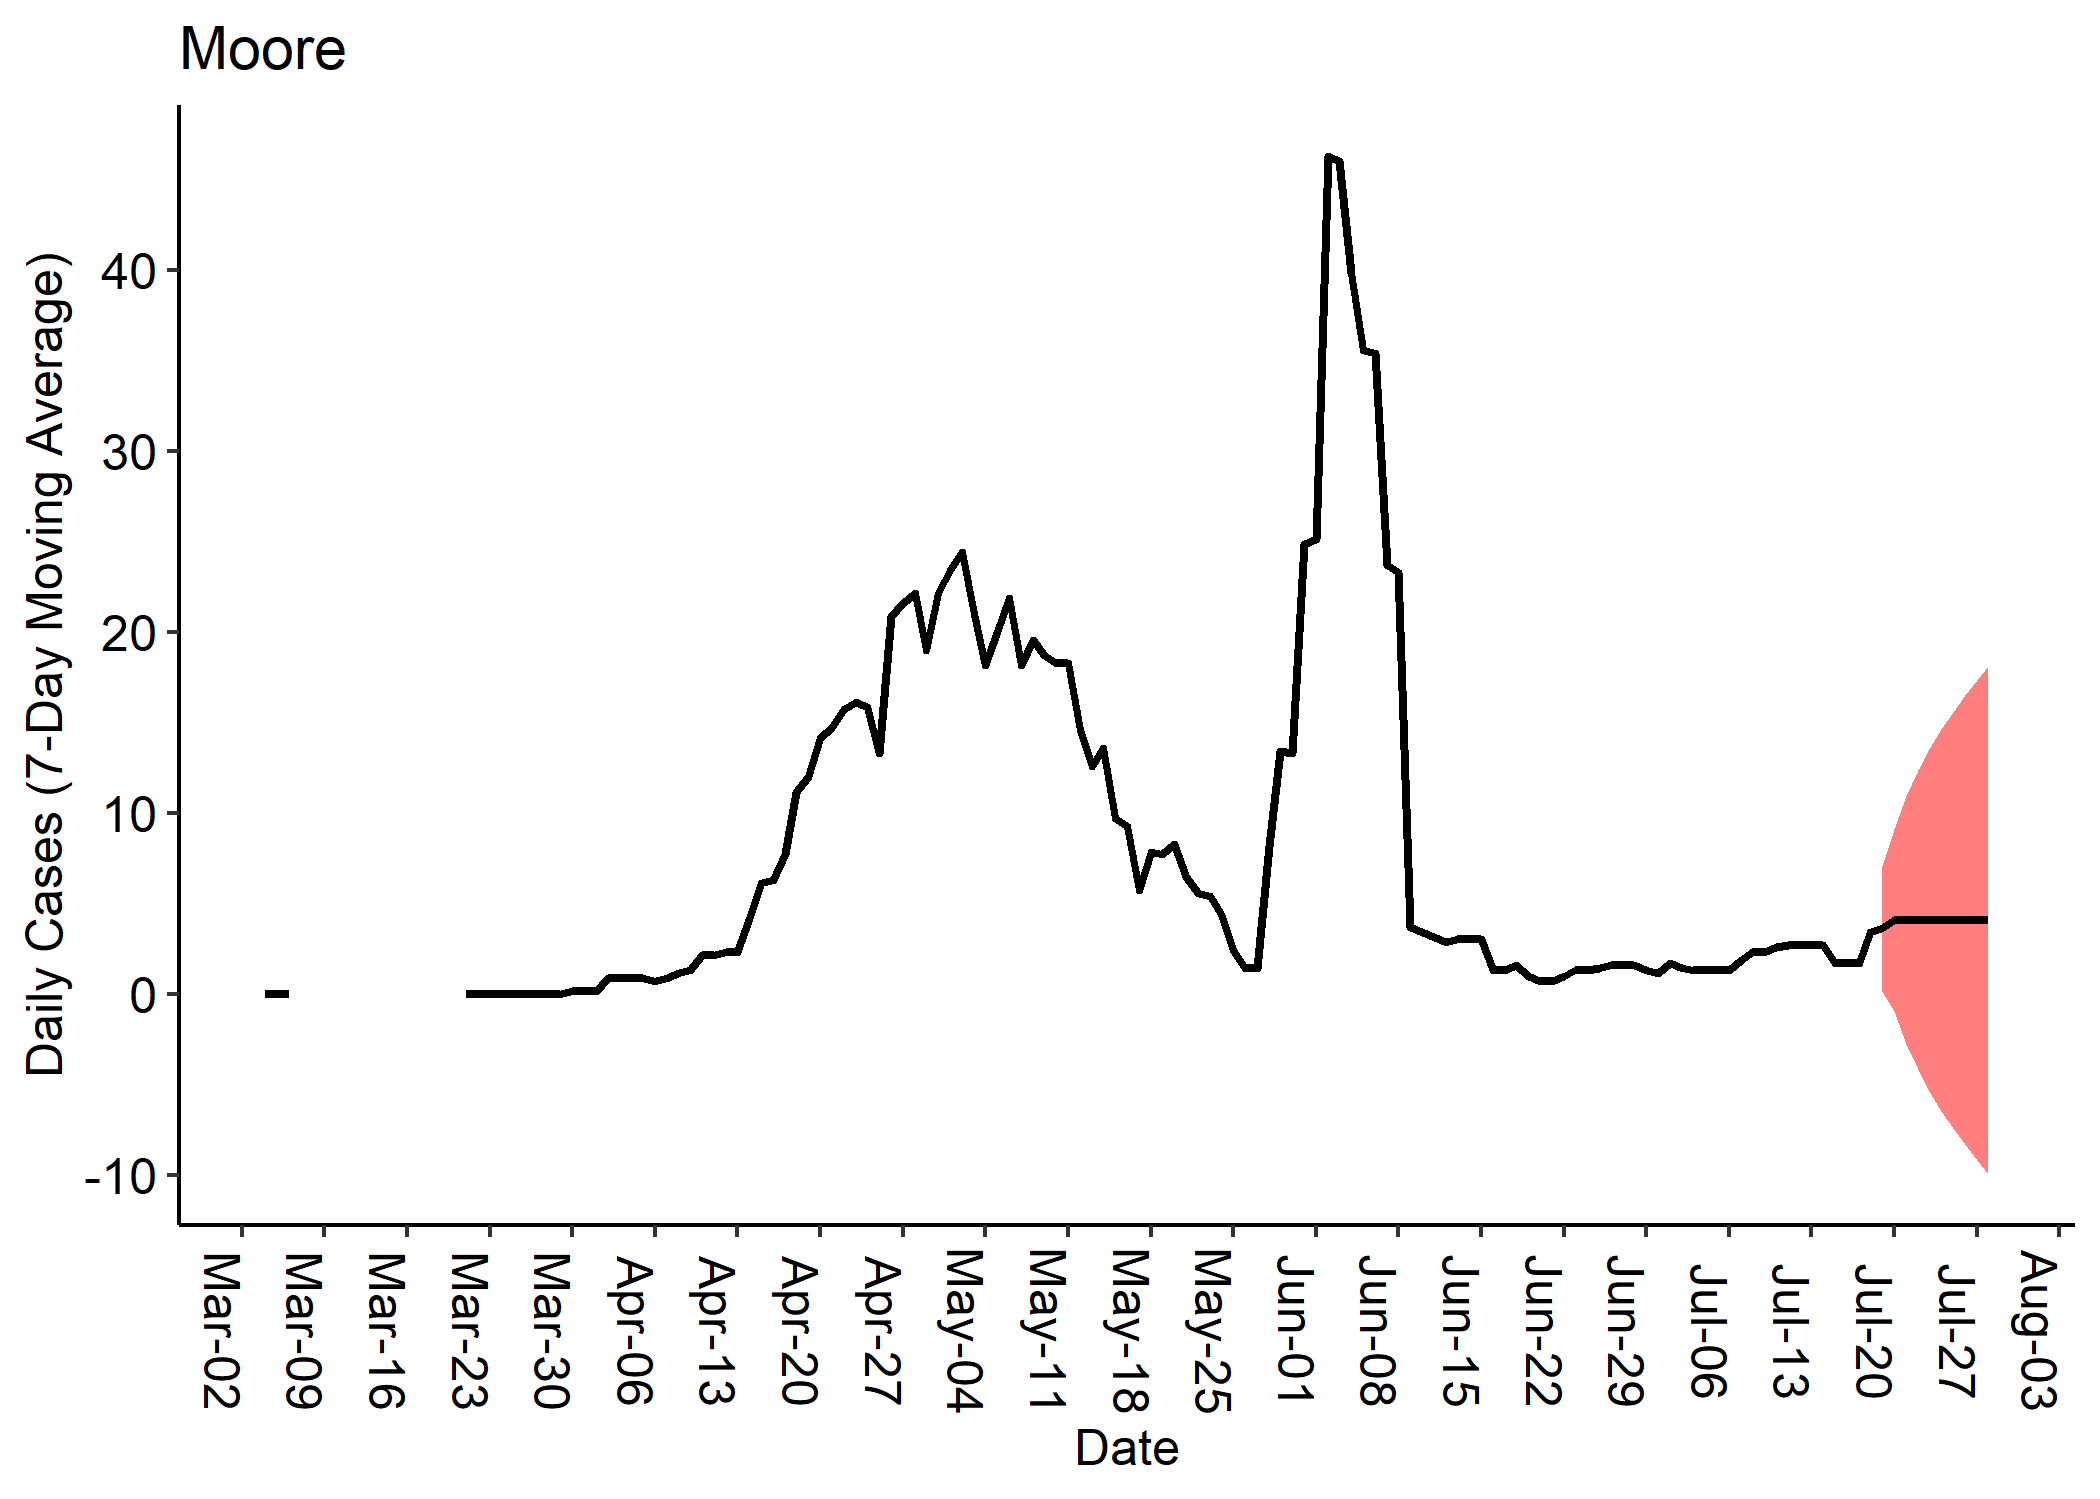 Moore
Daily Cases (7-Day Moving Average)
40
30
20
10
0
-10
Mar-02
Mar-09
Mar-16
Mar-23
Mar-30
Apr-06
Apr-13
Apr-20
Apr-27
May-04
May-11
May-18
May-25
Jun-01
Jun-08
Jun-15
Jun-22
Jun-29
Jul-06
Jul-13
Jul-20
Jul-27
Aug-03
Date